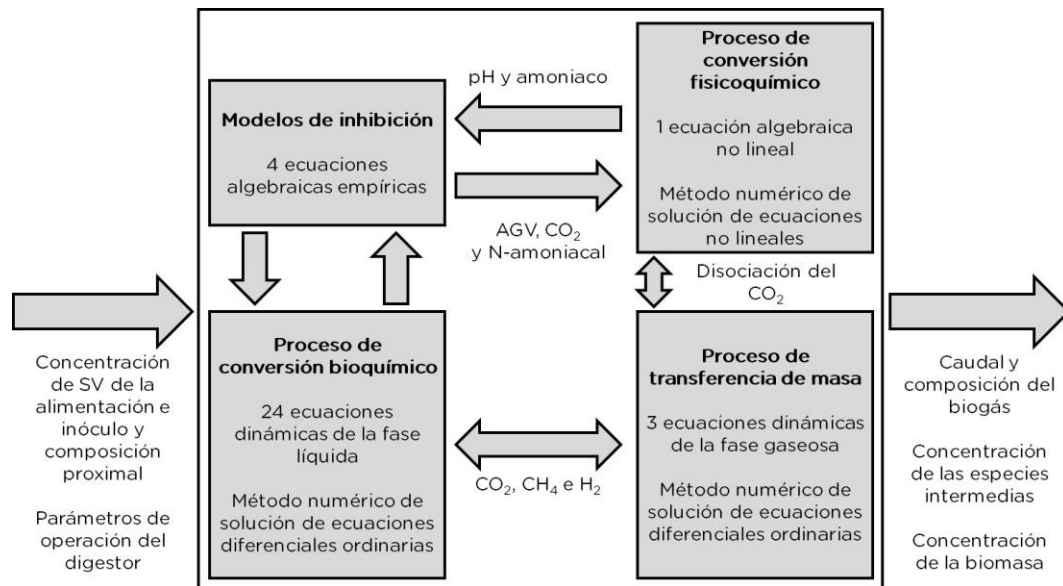 Proceso de
conversión
fisicoquímico
1 ecuación algebraica
no lineal
Método numérico de
solución de ecuaciones
no lineales
pH y amoniaco
Modelos de inhibición
4 ecuaciones
algebraicas empíricas
AGV, CO₂
y N-amoniacal
Disociación del
CO₂
Concentración
de SV de la
alimentación e
inóculo y
composición
proximal
Parámetros de
operación del
digestor
Proceso de
conversión bioquímico
24 ecuaciones
dinámicas de la fase
líquida
Método numérico de
solución de ecuaciones
diferenciales ordinarias
CO₂, CH₄ e H₂
Proceso de
transferencia de masa
3 ecuaciones dinámicas
de la fase gaseosa
Método numérico de
solución de ecuaciones
diferenciales ordinarias
Caudal y
composición del
biogás
Concentración
de las especies
intermedias
Concentración
de la biomasa